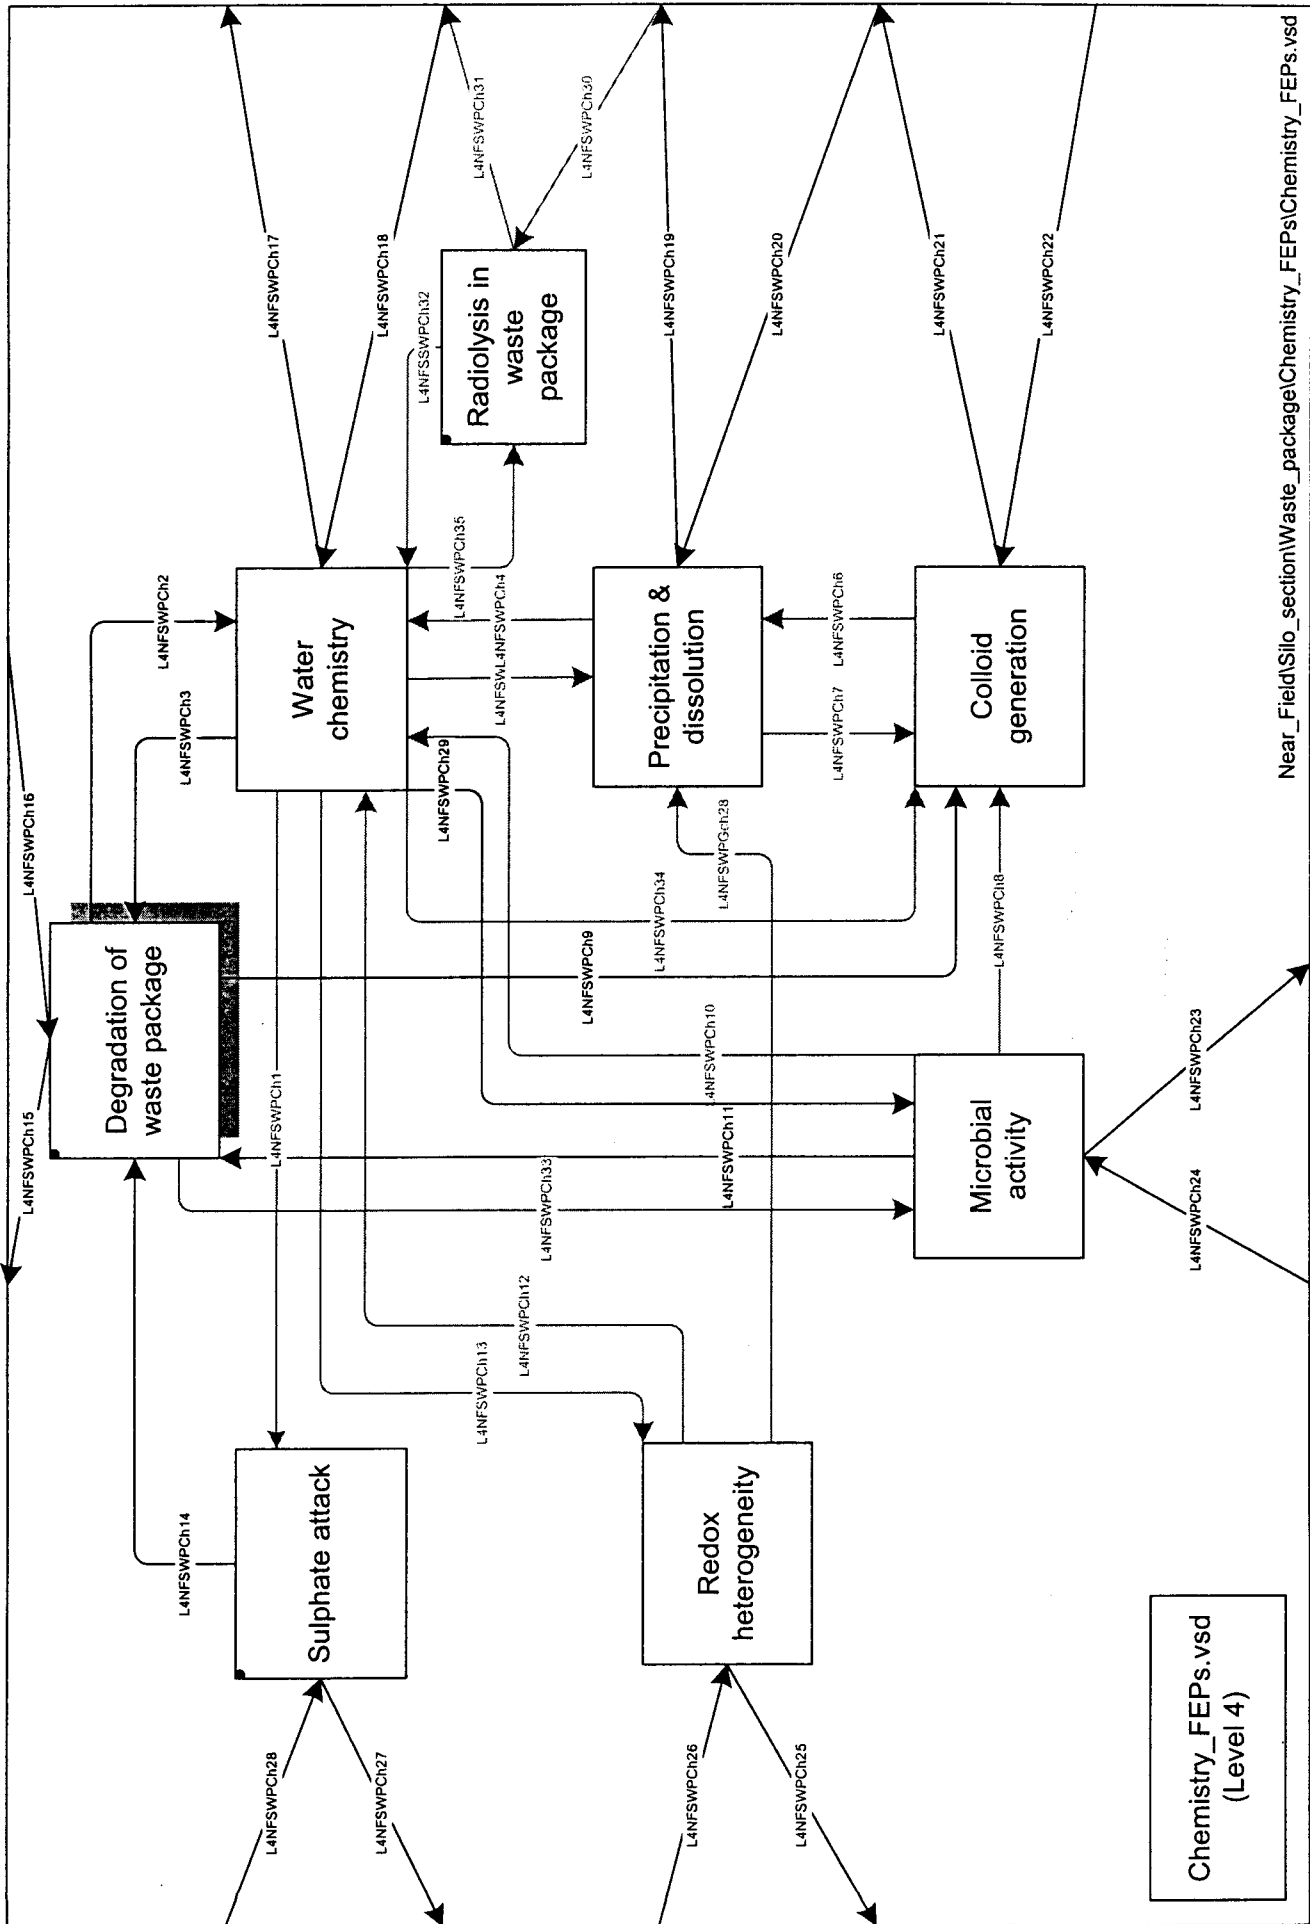 L4NFSWPCh15
L4NFSWPCh16
Degradation of
waste package
L4NFSWPCh14
L4NFSWPCh3
L4NFSWPCh2
L4NFSWPCh28
L4NFSWPCh1
L4NFSWPCh17
Sulphate attack
Water
chemistry
L4NFSWPCh27
L4NFSWPCh18
L4NFSSWPCh32
L4NFSWPCh29
L4NFSWPCh35
L4NFSWPCh13
L4NFSWPCh31
Radiolysis in
waste
package
L4NFSWL4NFSWPCh4
L4NFSWPCh12
L4NFSWPCh33
L4NFSWPCh9
L4NFSWPCh30
L4NFSWPCh34
L4NFSWPCh19
L4NFSWPCh26
Redox
heterogeneity
Precipitation &
dissolution
L4NFSWPCh10
L4NFSWPGch28
L4NFSWPCh11
L4NFSWPCh20
L4NFSWPCh25
L4NFSWPCh7
L4NFSWPCh6
L4NFSWPCh21
Microbial
activity
Colloid
generation
L4NFSWPCh8
L4NFSWPCh22
L4NFSWPCh24
L4NFSWPCh23
Chemistry_FEPs.vsd
(Level 4)
Near_Field\Silo_section\Waste_package\Chemistry_FEPs\Chemistry_FEPs.vsd